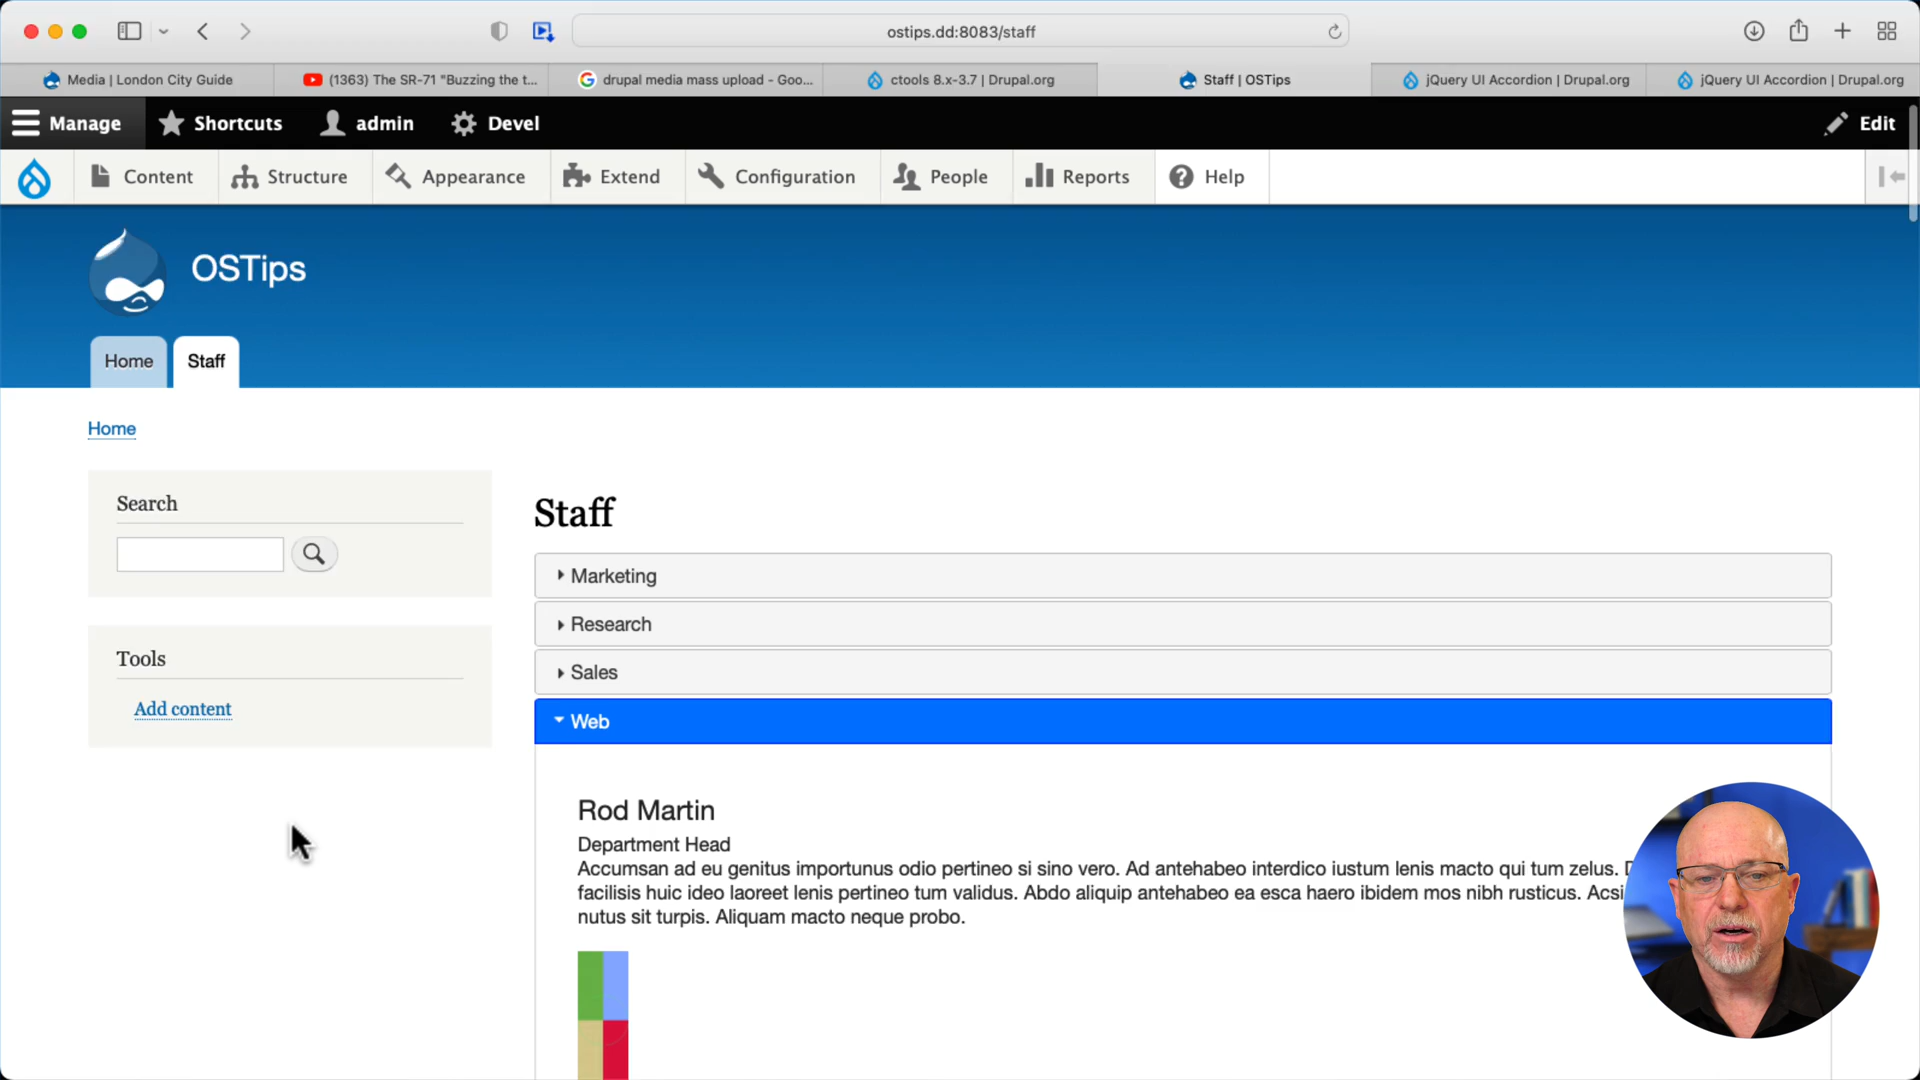 ostips.dd:8083/staff
Media | London City Guide
(1363) The SR-71 "Buzzing the t...
drupal media mass upload - Goo...
ctools 8.x-3.7 | Drupal.org
Staff | OSTips
jQuery UI Accordion | Drupal.org
jQuery UI Accordion | Drupal.org
Manage
Shortcuts
admin
Devel
Edit
Content
Structure
Appearance
Extend
Configuration
People
Reports
Help
OSTips
Home
Staff
Home
Search
Staff
Marketing
Research
Sales
Tools
Add content
Web
Rod Martin
Department Head
Accumsan ad eu genitus importunus odio pertineo si sino vero. Ad antehabeo interdico iustum lenis macto qui tum zelus.
facilisis huic ideo laoreet lenis pertineo tum validus. Abdo aliquip antehabeo ea esca haero ibidem mos nibh rusticus.
nutus sit turpis. Aliquam macto neque probo.